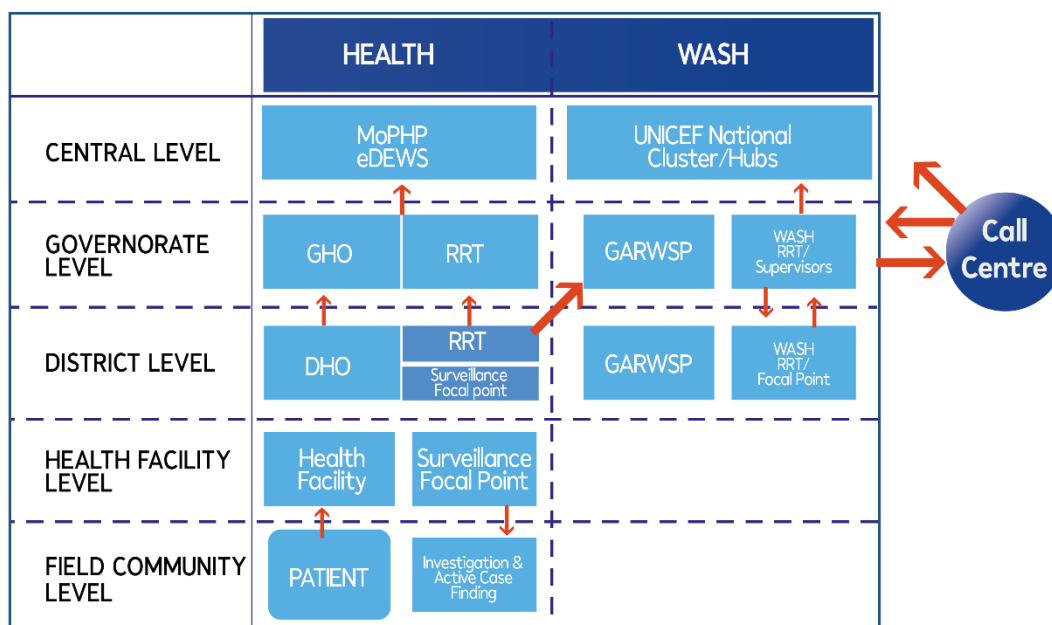 HEALTH
WASH
CENTRAL LEVEL
MoPHP
eDEWS
UNICEF National
Cluster/Hubs
GOVERNORATE
LEVEL
GHO
RRT
GARWSP
WASH
RRT/
Supervisors
Call
Centre
DISTRICT LEVEL
DHO
RRT
Surveillance
Focal point
GARWSP
WASH
RRT/
Focal Point
HEALTH FACILITY
LEVEL
Health
Facility
Surveillance
Focal Point
FIELD COMMUNITY
LEVEL
PATIENT
Investigation &
Active Case
Finding